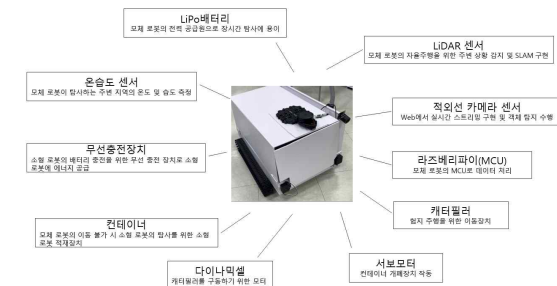 LiPo배터리
모체 로봇의 전력 공급원으로 장시간 탐사에 용이
LiDAR 센서
모체 로봇의 자율주행을 위한 주변 상황 감지 및 SLAM 구현
온습도 센서
모체 로봇이 탐사하는 주변 지역의 온도 및 습도 측정
적외선 카메라 센서
Web에서 실시간 스트리밍 구현 및 객체 탐지 수행
무선충전장치
소형 로봇의 배터리 충전을 위한 무선 충전 장치로 소형
로봇에 에너지 공급
라즈베리파이(MCU)
모체 로봇의 MCU로 데이터 처리
캐터필러
험지 주행을 위한 이동장치
컨테이너
모체 로봇의 이동 불가 시 소형 로봇의 탐사를 위한 소형
로봇 적재장치
서보모터
컨테이너 개폐장치 작동
다이나믹셀
캐터필러를 구동하기 위한 모터